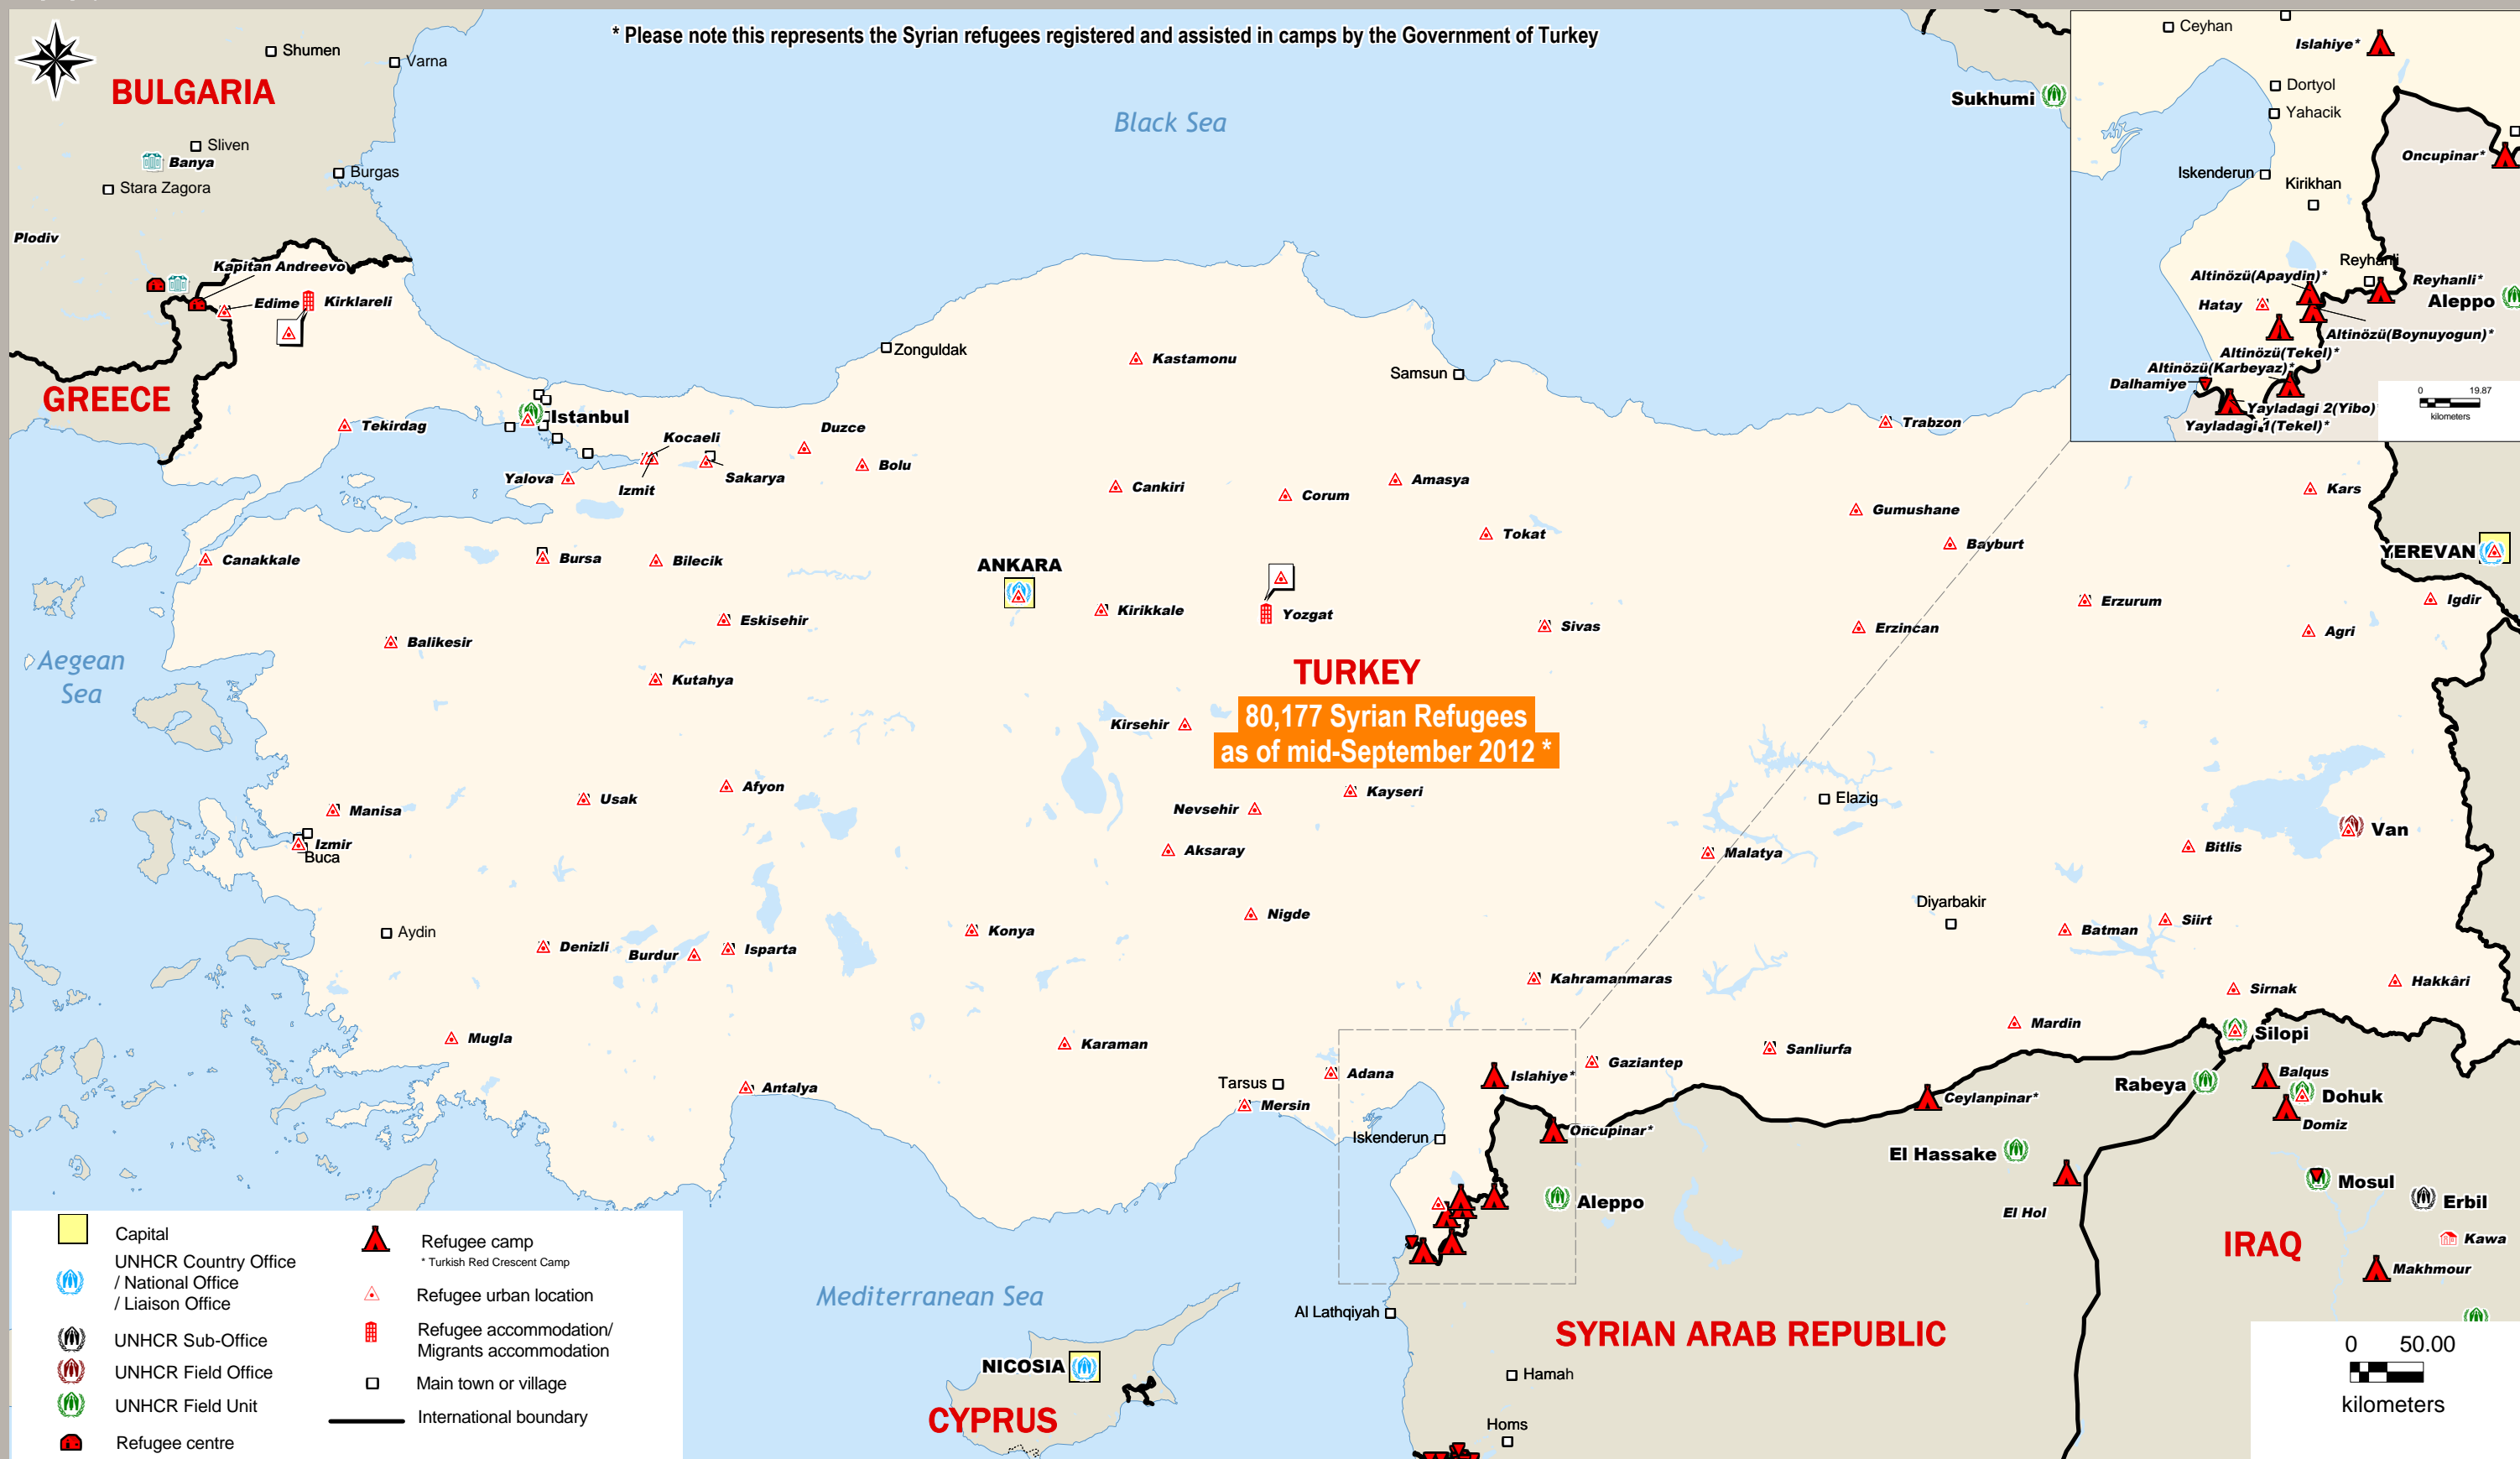 * Please note this represents the Syrian refugees registered and assisted in camps by the Government of Turkey
Shumen
Varna
BULGARIA
Sliven
Banya
Burgas
Stara Zagora
Plodiv
Kapitan Andreevo
Edime
Kirklareli
GREECE
Black Sea
Sukhumi
Ceyhan
Islahiye*
Dortyol
Yahacik
Oncupinar*
Iskenderun
Kirikhan
Reyhanli
Altinözü(Apaydin)*
Reyhanli*
Hatay
Aleppo
Altinözü(Boynuyogun)*
Altinözü(Tekel)*
Altinözü(Karbeyaz)*
Dalhamiye
Yayladagi 2(Yibo)
Yayladagi 1(Tekel)*
0 19.87
kilometers
Zonguldak
Kastamonu
Samsun
Istanbul
Tekirdag
Kocaeli
Duzce
Trabzon
Bolu
Yalova
Izmit
Sakarya
Cankiri
Corum
Amasya
Kars
Gumushane
Tokat
Bayburt
YEREVAN
Canakkale
Bursa
Bilecik
ANKARA
Kirikkale
Yozgat
Eskisehir
Sivas
Erzincan
Erzurum
Igdir
Agri
Balikesir
Aegean
Sea
Kutahya
TURKEY
80,177 Syrian Refugees
as of mid-September 2012 *
Kirsehir
Afyon
Usak
Manisa
Kayseri
Nevsehir
Elazig
Van
Izmir
Buca
Aksaray
Malatya
Bitlis
Nigde
Diyarbakir
Aydin
Konya
Batman
Siirt
Denizli
Burdur
Isparta
Kahramanmaras
Hakkâri
Sirnak
Mugla
Karaman
Mardin
Silopi
Sanliurfa
Gaziantep
Adana
Islahiye*
Tarsus
Antalya
Mersin
Rabeya
Balqus
Dohuk
Ceylanpinar*
Domiz
Iskenderun
Oncupinar*
El Hassake
Mosul
Erbil
Aleppo
El Hol
IRAQ
Kawa
Makhmour
Mediterranean Sea
Al Lathqiyah
SYRIAN ARAB REPUBLIC
NICOSIA
Hamah
CYPRUS
Homs
0 50.00
kilometers
Capital
UNHCR Country Office
/ National Office
/ Liaison Office
UNHCR Sub-Office
UNHCR Field Office
UNHCR Field Unit
Refugee centre
Refugee camp
* Turkish Red Crescent Camp
Refugee urban location
Refugee accommodation/
Migrants accommodation
Main town or village
International boundary